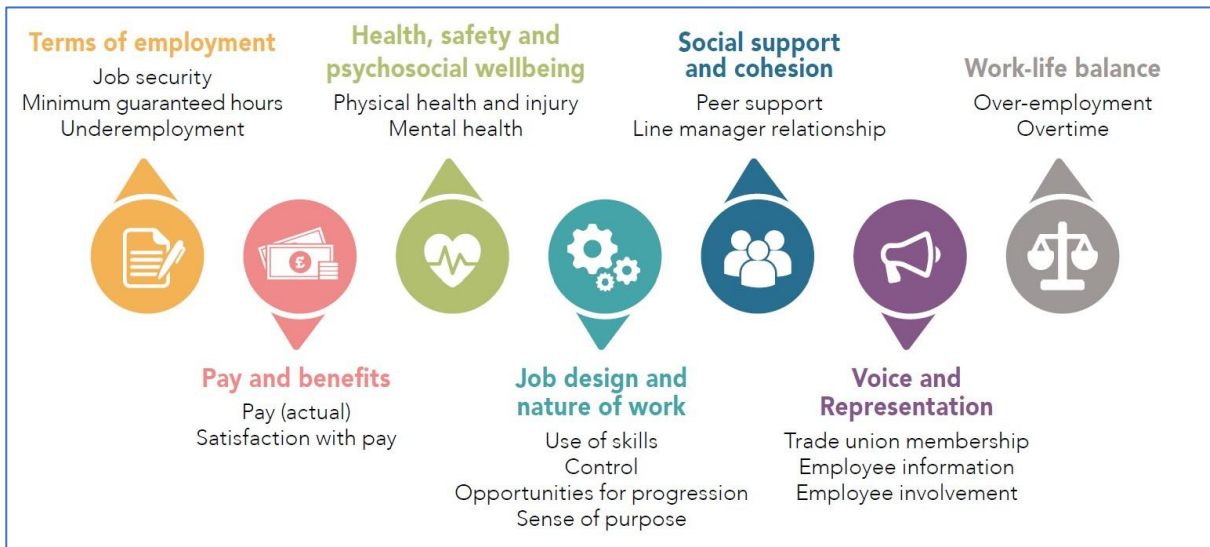 Terms of employment
Job security
Minimum guaranteed hours
Underemployment
Health, safety and
psychosocial wellbeing
Physical health and injury
Mental health
Social support
and cohesion
Peer support
Line manager relationship
Work-life balance
Over-employment
Overtime
£
Pay and benefits
Pay (actual)
Satisfaction with pay
Job design and
nature of work
Use of skills
Control
Opportunities for progression
Sense of purpose
Voice and
Representation
Trade union membership
Employee information
Employee involvement